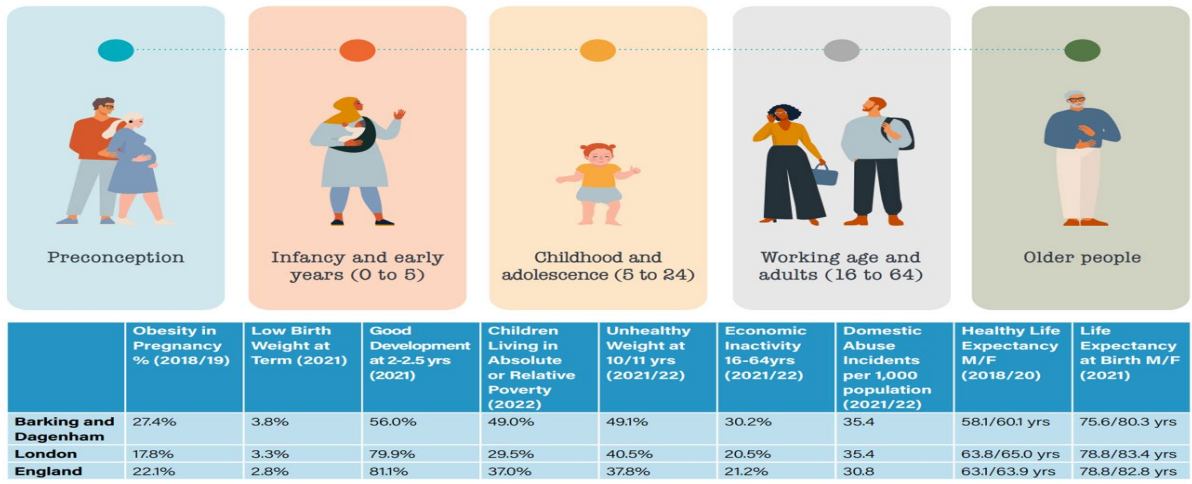 Preconception
Infancy and early
years (0 to 5)
Childhood and
adolescence (5 to 24)
Working age and
adults (16 to 64)
Older people
Obesity in
Pregnancy
% (2018/19)
Low Birth
Weight at
Term (2021)
Good
Development
at 2-2.5 yrs
(2021)
Children
Living in
Absolute
or Relative
Poverty
(2022)
Unhealthy
Weight at
10/11 yrs
(2021/22)
Economic
Inactivity
16-64yrs
(2021/22)
Domestic
Abuse
Incidents
per 1,000
population
(2021/22)
Healthy Life
Expectancy
M/F
(2018/20)
Life
Expectancy
at Birth M/F
(2021)
Barking and
Dagenham
27.4%
3.8%
56.0%
49.0%
49.1%
30.2%
35.4
58.1/60.1 yrs
75.6/80.3 yrs
London
17.8%
3.3%
79.9%
29.5%
40.5%
20.5%
35.4
63.8/65.0 yrs
78.8/83.4 yrs
England
22.1%
2.8%
81.1%
37.0%
37.8%
21.2%
30.8
63.1/63.9 yrs
78.8/82.8 yrs